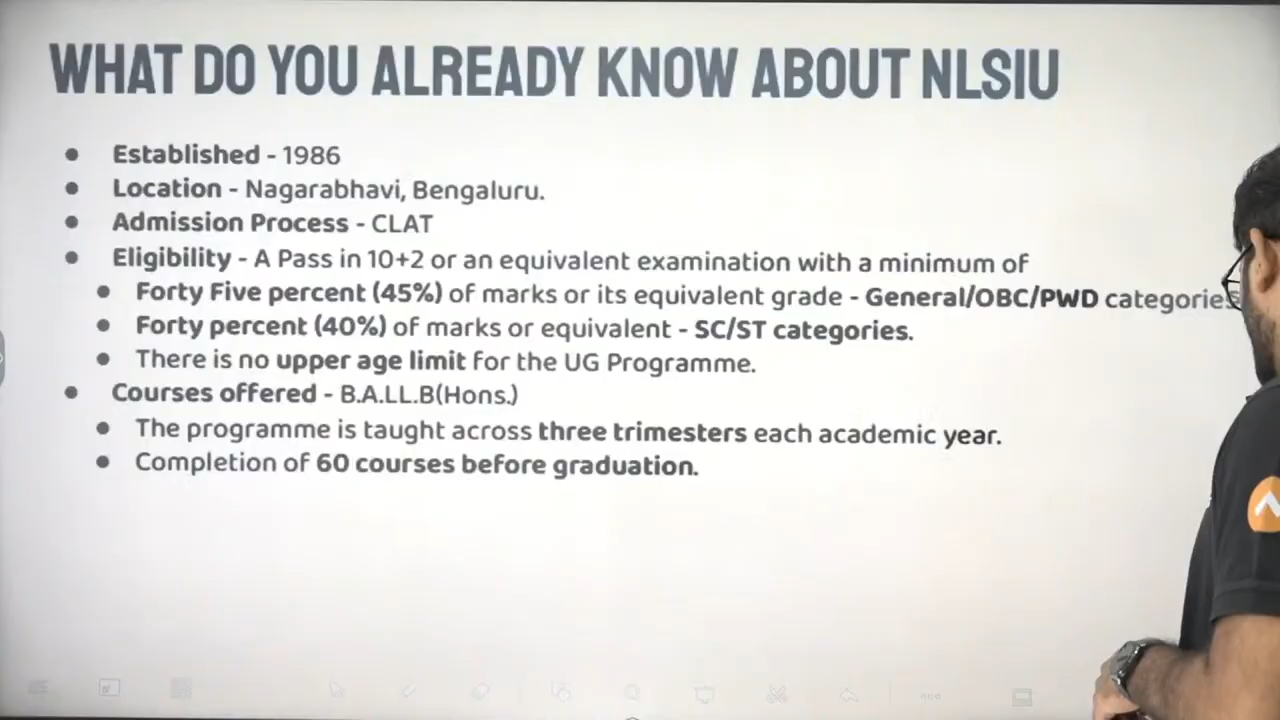 WHAT DO YOU ALREADY KNOW ABOUT NLSIU
● Established - 1986
● Location - Nagarabhavi, Bengaluru.
● Admission Process - CLAT
● Eligibility - A Pass in 10+2 or an equivalent examination with a minimum of
● Forty Five percent (45%) of marks or its equivalent grade - General/OBC/PWD categories
● Forty percent (40%) of marks or equivalent - SC/ST categories.
● There is no upper age limit for the UG Programme.
● Courses offered - B.A.LL.B(Hons.)
● The programme is taught across three trimesters each academic year.
● Completion of 60 courses before graduation.